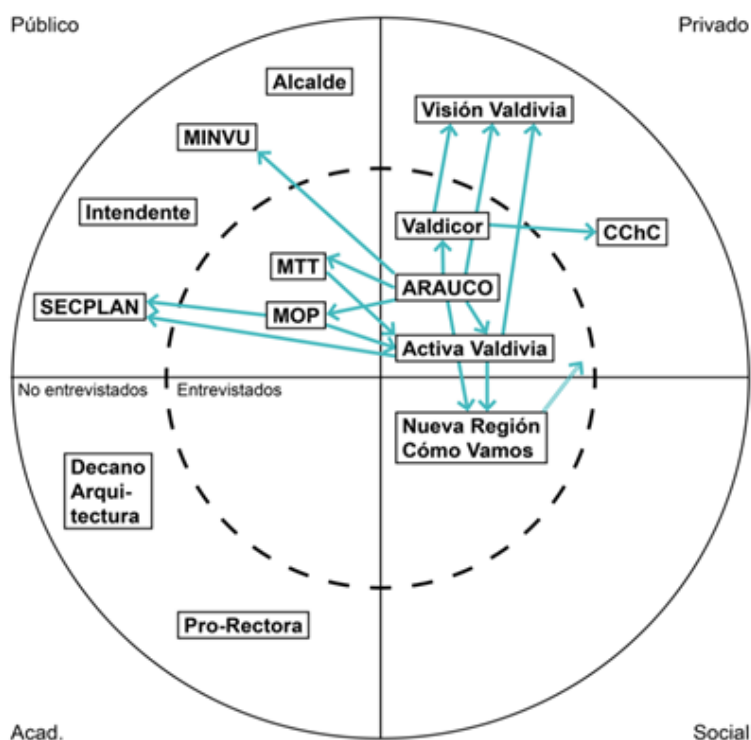 Público
Privado
Alcalde
Visión Valdivia
MINVU
Intendente
Valdicor
CChC
MTT
ARAUCO
SECPLAN
MOP
Activa Valdivia
No entrevistados
Entrevistados
Nueva Región
Cómo Vamos
Decano
Arqui-
tectura
Pro-Rectora
Acad.
Social